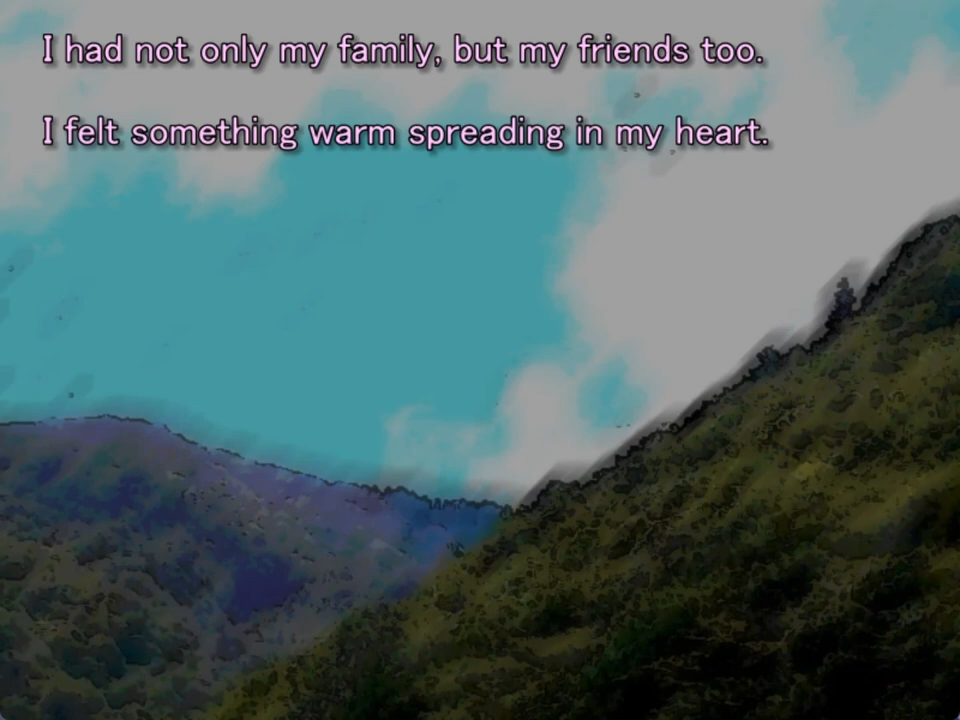 I had not only my family, but my friends too.
I felt something warm spreading in my heart.